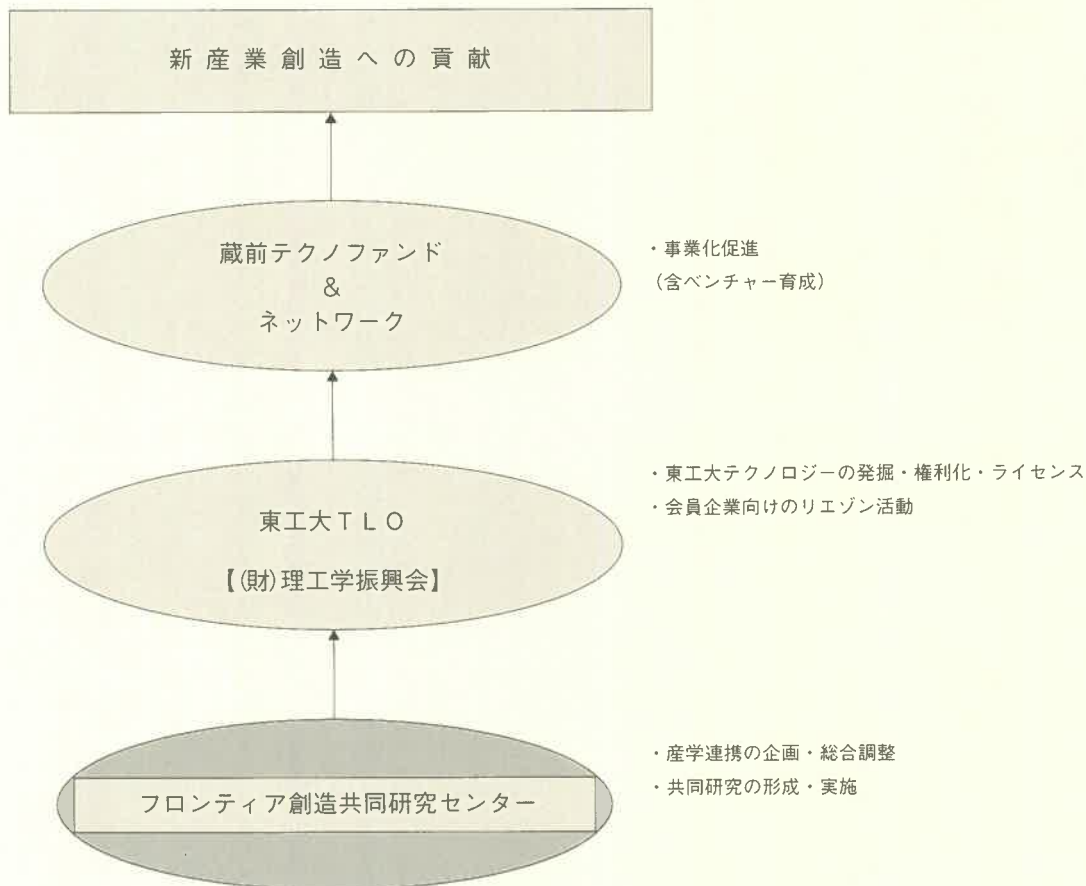 新産業創造への貢献
蔵前テクノファンド
&
ネットワーク
・事業化促進
(含ベンチャー育成)
東工大TLO
【(財)理工学振興会】
・東工大テクノロジーの発掘・権利化・ライセンス
・会員企業向けのリエゾン活動
フロンティア創造共同研究センター
・産学連携の企画・総合調整
・共同研究の形成・実施